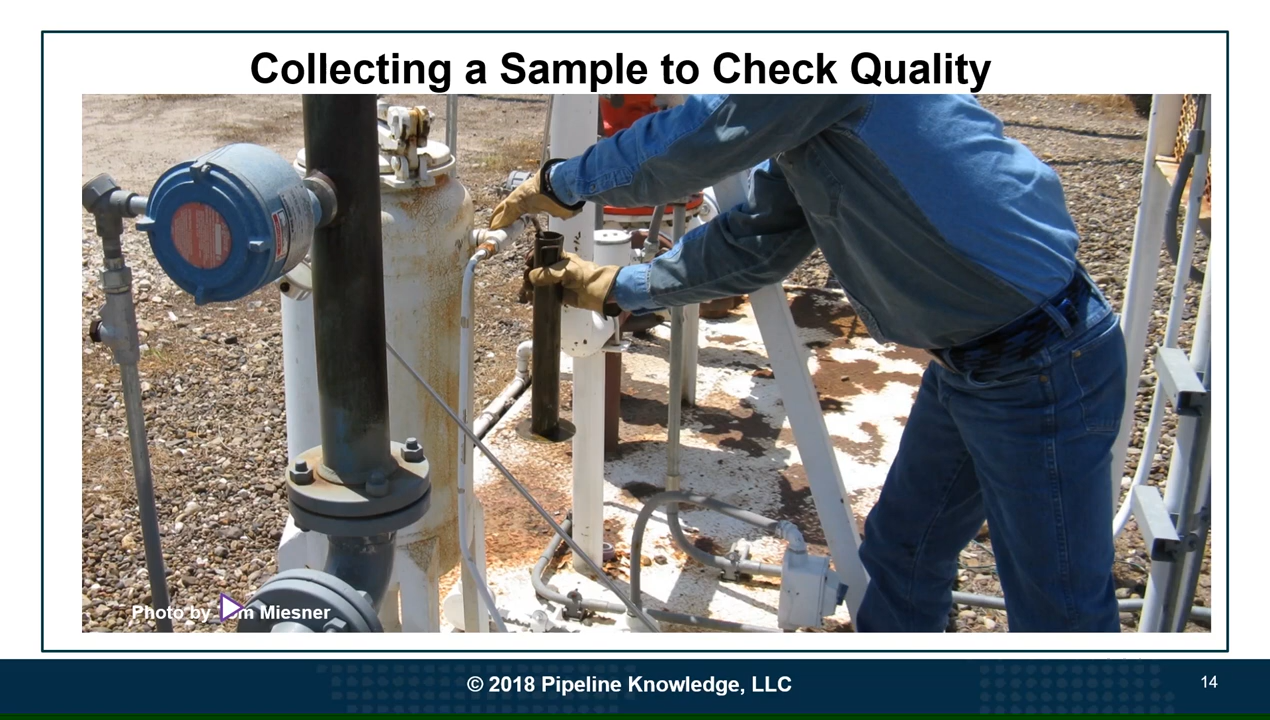 Collecting a Sample to Check Quality
Photo by Miesner
© 2018 Pipeline Knowledge, LLC
14